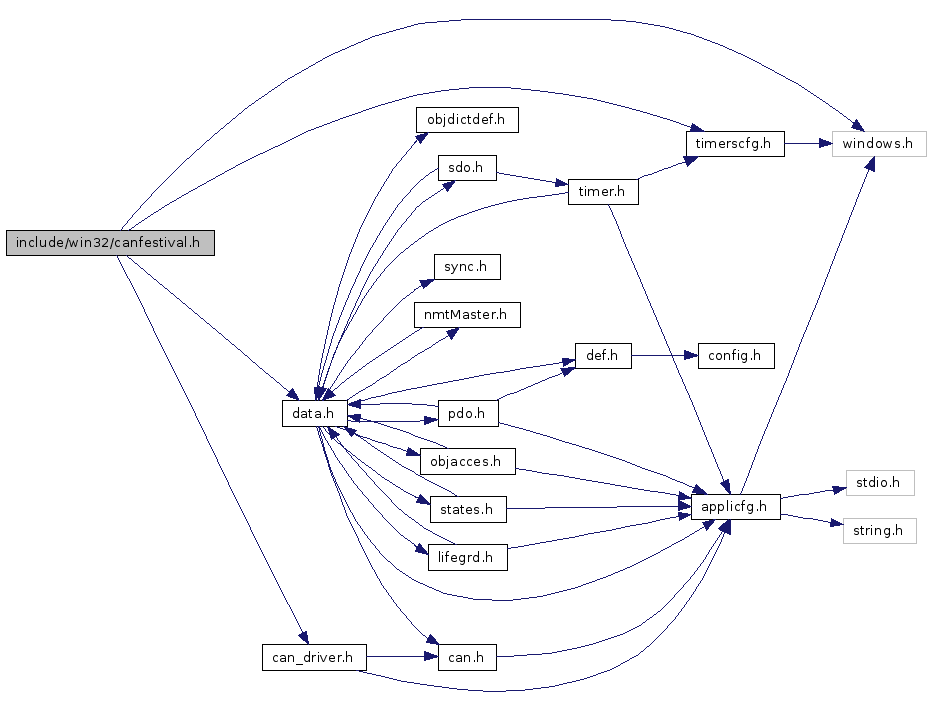 objdictdef.h
timerscfg.h
windows.h
sdo.h
timer.h
include/win32/canfestival.h
sync.h
nmtMaster.h
def.h
config.h
data.h
pdo.h
objacces.h
stdio.h
states.h
applicfg.h
string.h
lifegrd.h
can_driver.h
can.h